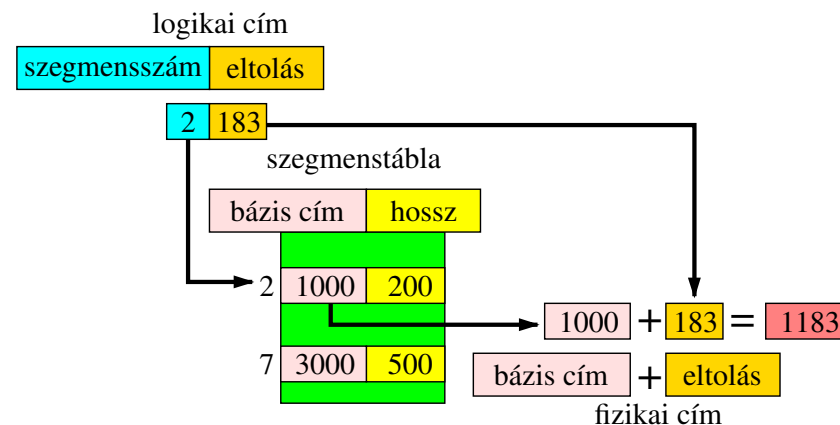 logikai cím
szegmensszám eltolás
2 183
szegmenstábla
bázis cím hossz
2 1000 200
1000 + 183 = 1183
7 3000 500
bázis cím + eltolás
fizikai cím